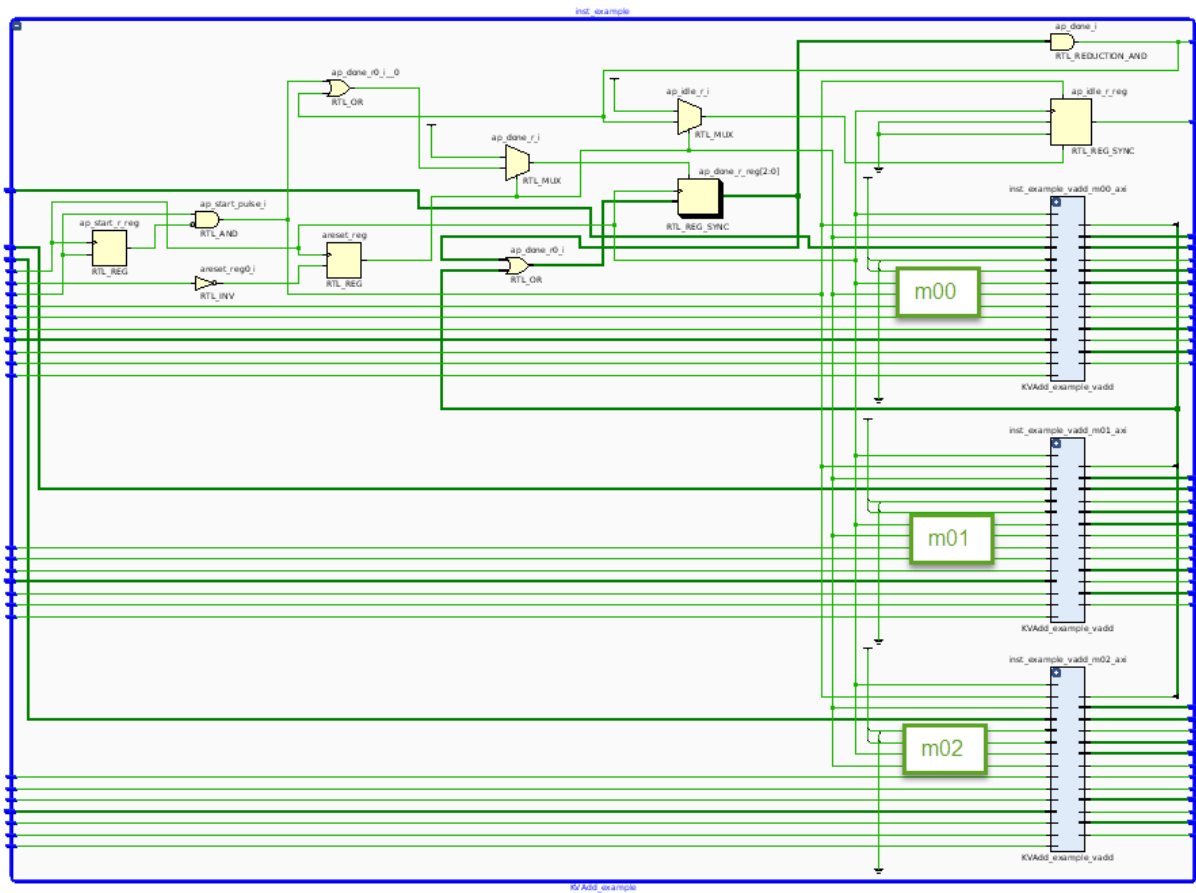 inst_example
ap_done_i
RTL_REDUCTION_AND
ap_done_r0_i__0
RTL_OR
ap_idle_r_i
RTL_MUX
ap_idle_r_reg
RTL_REG_SYNC
ap_done_r_i
RTL_MUX
ap_done_r_reg[2:0]
RTL_REG_SYNC
inst_example_vadd_m00_axi
ap_start_pulse_i
RTL_AND
ap_start_r_reg
RTL_REG
areset_reg
RTL_REG
ap_done_r0_i
RTL_OR
areset_reg0_i
RTL_INV
m00
KVAdd_example_vadd
inst_example_vadd_m01_axi
m01
KVAdd_example_vadd
inst_example_vadd_m02_axi
m02
KVAdd_example_vadd
KVAdd_example